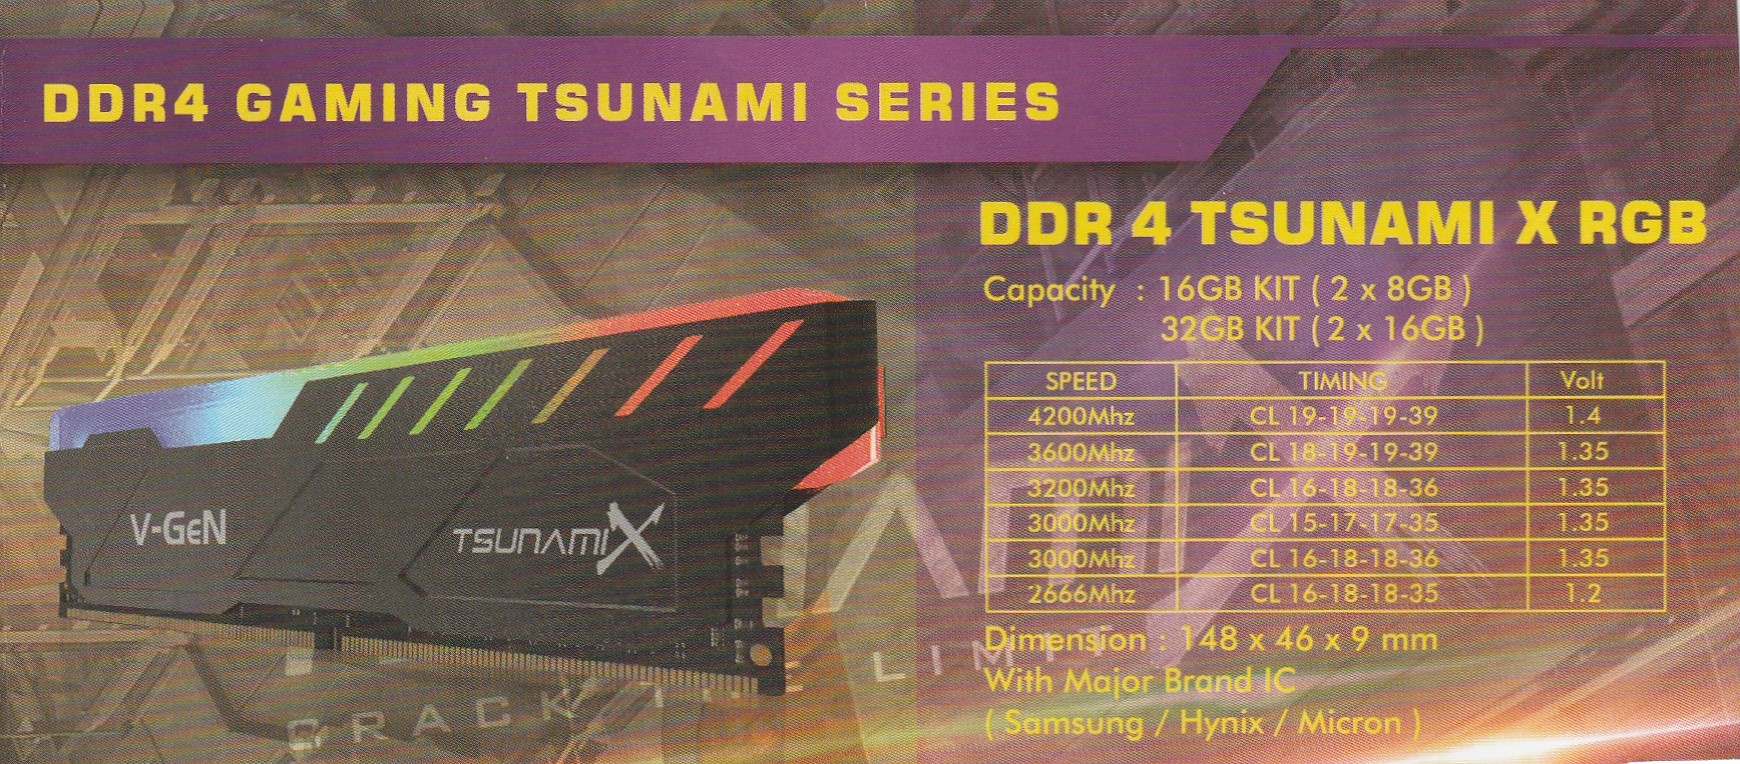 DDR4 GAMING TSUNAMI SERIES
DDR 4 TSUNAMI X RGB
Capacity : 16GB KIT ( 2 x 8GB )
32GB KIT ( 2 x 16GB )
SPEED TIMING Volt
4200Mhz CL 19-19-19-39 1.4
3600Mhz CL 18-19-19-39 1.35
3200Mhz CL 16-18-18-36 1.35
3000Mhz CL 15-17-17-35 1.35
3000Mhz CL 16-18-18-36 1.35
2666Mhz CL 16-18-18-35 1.2
Dimension : 148 x 46 x 9 mm
With Major Brand IC
( Samsung / Hynix / Micron )
V-GeN
TSUNAMI X
CRACK LIMIT